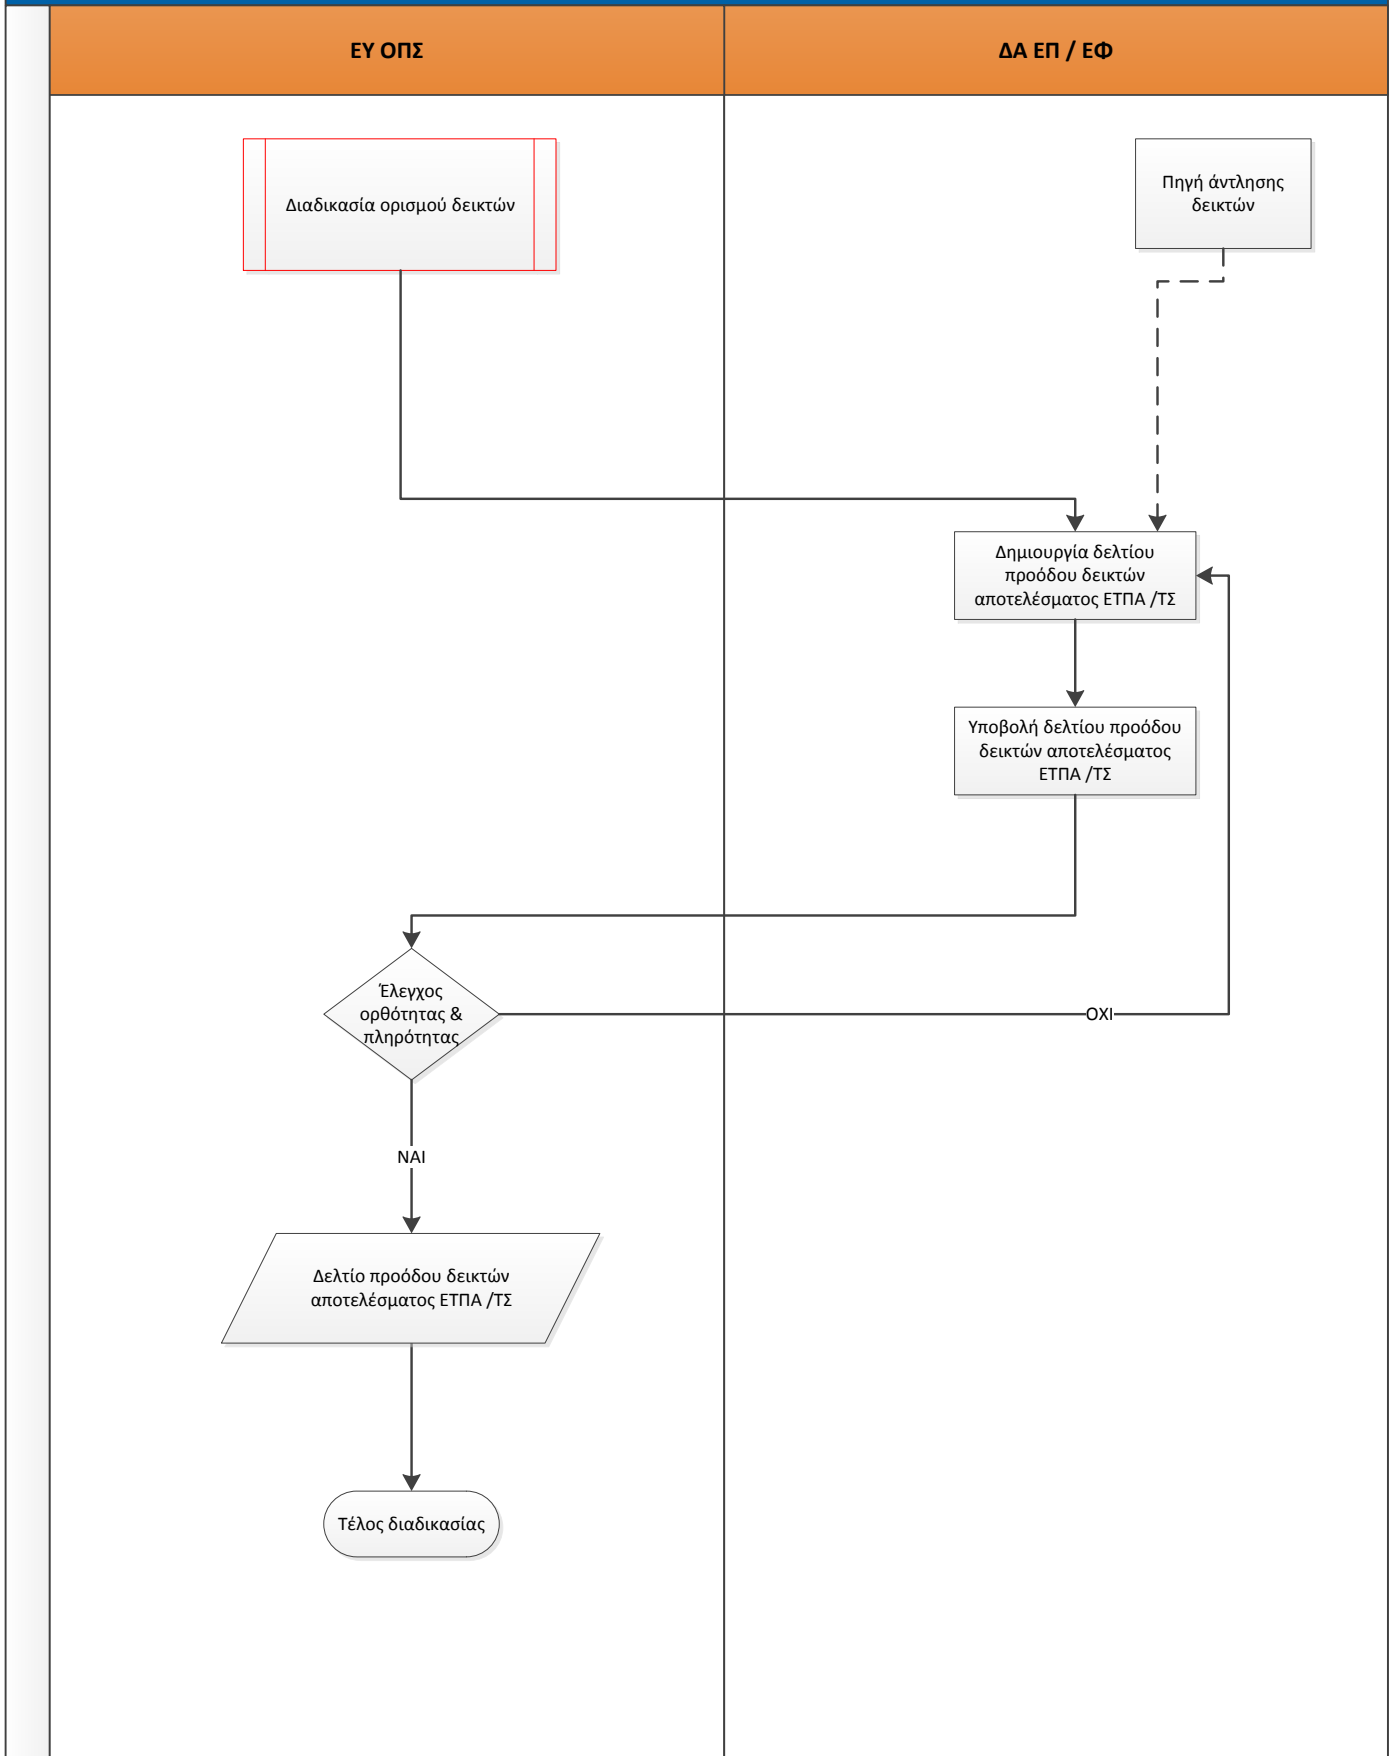 ΕΥ ΟΠΣ
ΔΑ ΕΠ / ΕΦ
Διαδικασία ορισμού δεικτών
Πηγή άντλησης
δεικτών
Δημιουργία δελτίου
προόδου δεικτών
αποτελέσματος ΕΤΠΑ /ΤΣ
Υποβολή δελτίου προόδου
δεικτών αποτελέσματος
ΕΤΠΑ /ΤΣ
Έλεγχος
ορθότητας &
πληρότητας
ΟΧΙ
ΝΑΙ
Δελτίο προόδου δεικτών
αποτελέσματος ΕΤΠΑ /ΤΣ
Τέλος διαδικασίας